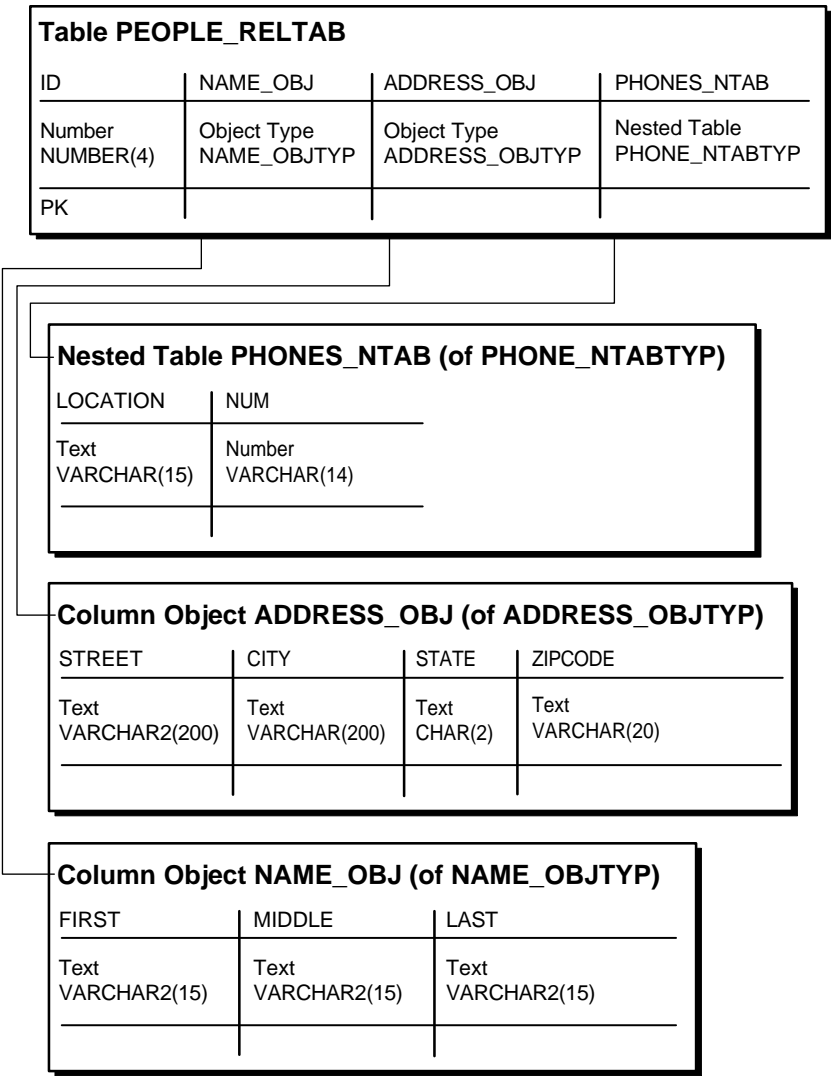 Table PEOPLE_RELTAB
ID NAME_OBJ ADDRESS_OBJ PHONES_NTAB
Number Object Type Object Type Nested Table
NUMBER(4) NAME_OBJTYP ADDRESS_OBJTYP PHONE_NTABTYP
PK
Nested Table PHONES_NTAB (of PHONE_NTABTYP)
LOCATION NUM
Text Number
VARCHAR(15) VARCHAR(14)
Column Object ADDRESS_OBJ (of ADDRESS_OBJTYP)
STREET CITY STATE ZIPCODE
Text Text Text Text
VARCHAR2(200) VARCHAR(200) CHAR(2) VARCHAR(20)
Column Object NAME_OBJ (of NAME_OBJTYP)
FIRST MIDDLE LAST
Text Text Text
VARCHAR2(15) VARCHAR2(15) VARCHAR2(15)